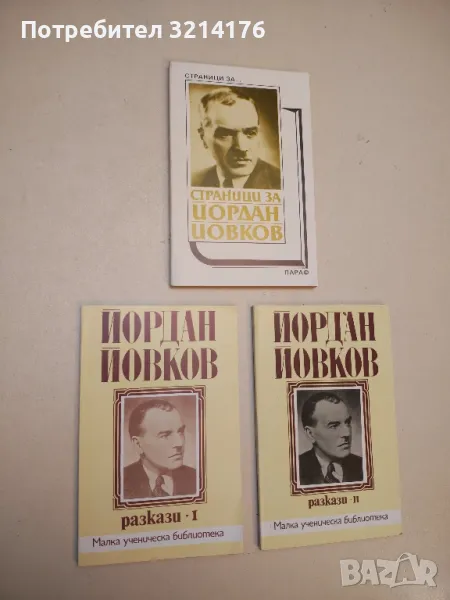 Потребител 3214176
СТРАНИЦИ ЗА...
СТРАНИЦИ ЗА
ЙОРДАН
ЙОВКОВ
ПАРАФ
ЙОРДАН
ЙОВКОВ
разкази · I
Малка ученическа библиотека
ЙОРДАН
ЙОВКОВ
разкази · II
Малка ученическа библиотека
BAZAR